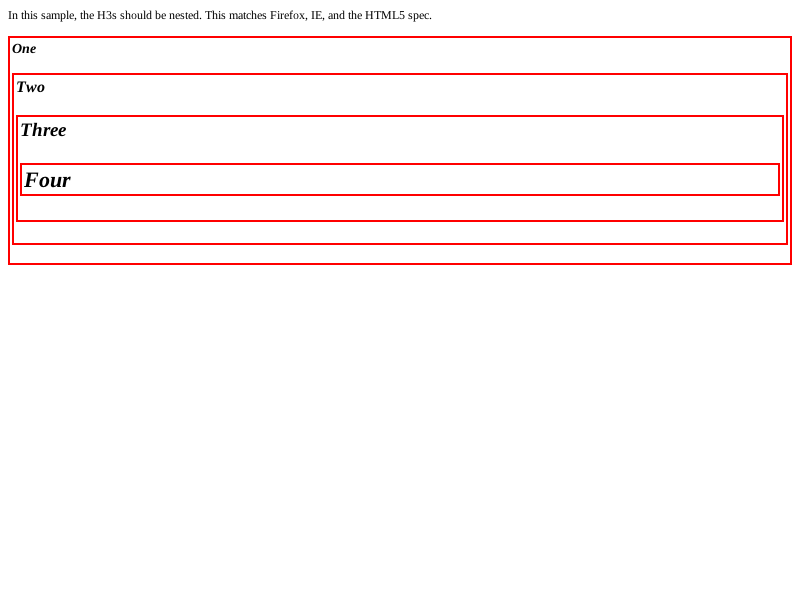 In this sample, the H3s should be nested. This matches Firefox, IE, and the HTML5 spec.
One
Two
Three
Four